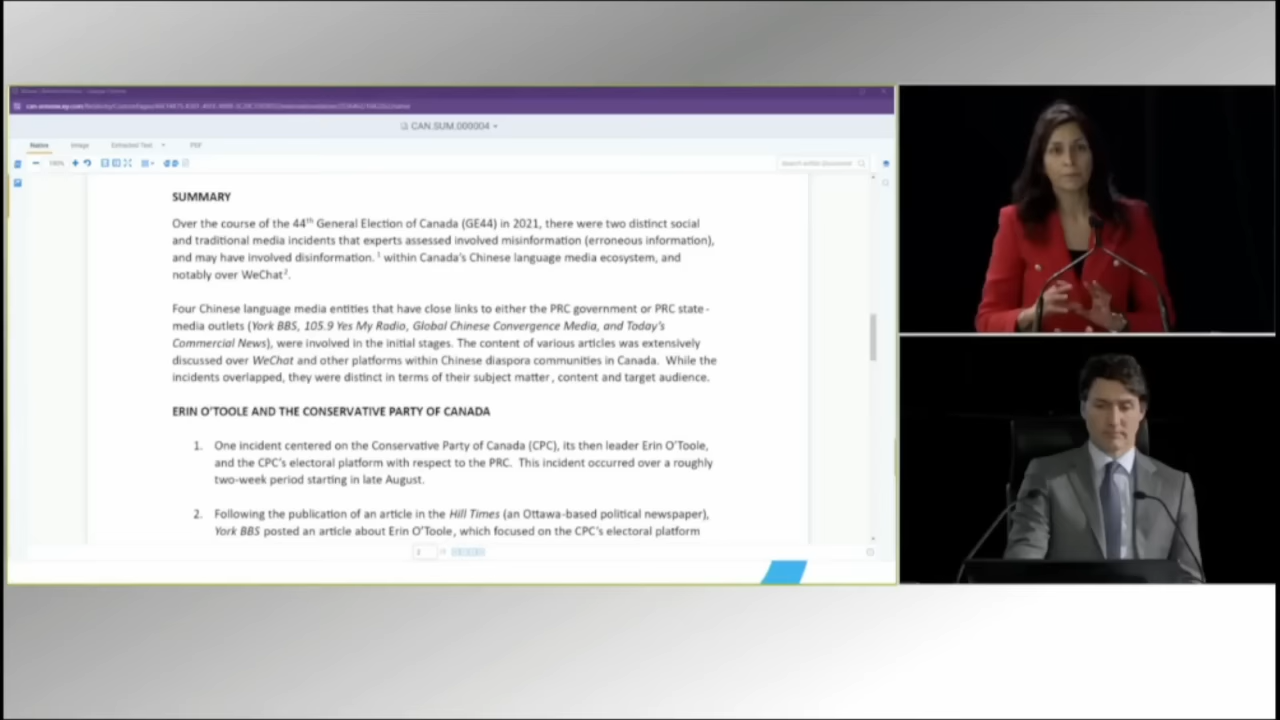 CAN.SUM.000004
Native Image Extracted Text PDF
100%
SUMMARY
Over the course of the 44th General Election of Canada (GE44) in 2021, there were two distinct social
and traditional media incidents that experts assessed involved misinformation (erroneous information),
and may have involved disinformation. 1 within Canada's Chinese language media ecosystem, and
notably over WeChat2.
Four Chinese language media entities that have close links to either the PRC government or PRC state-
media outlets (York BBS, 105.9 Yes My Radio, Global Chinese Convergence Media, and Today's
Commercial News), were involved in the initial stages. The content of various articles was extensively
discussed over WeChat and other platforms within Chinese diaspora communities in Canada. While the
incidents overlapped, they were distinct in terms of their subject matter, content and target audience.
ERIN O'TOOLE AND THE CONSERVATIVE PARTY OF CANADA
1. One incident centered on the Conservative Party of Canada (CPC), its then leader Erin O'Toole,
and the CPC's electoral platform with respect to the PRC. This incident occurred over a roughly
two-week period starting in late August.
2. Following the publication of an article in the Hill Times (an Ottawa-based political newspaper),
York BBS posted an article about Erin O'Toole, which focused on the CPC's electoral platform